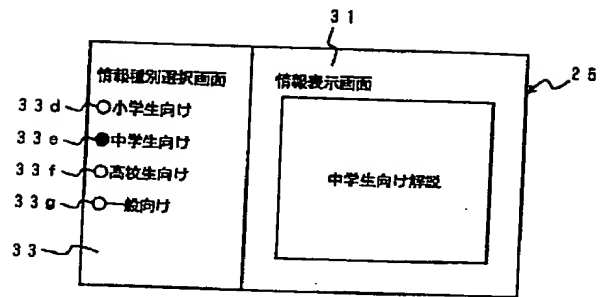 31
26
情報種別選択画面
情報表示画面
33d
小学生向け
33e
中学生向け
33f
高校生向け
33g
一般向け
33
中学生向け解説